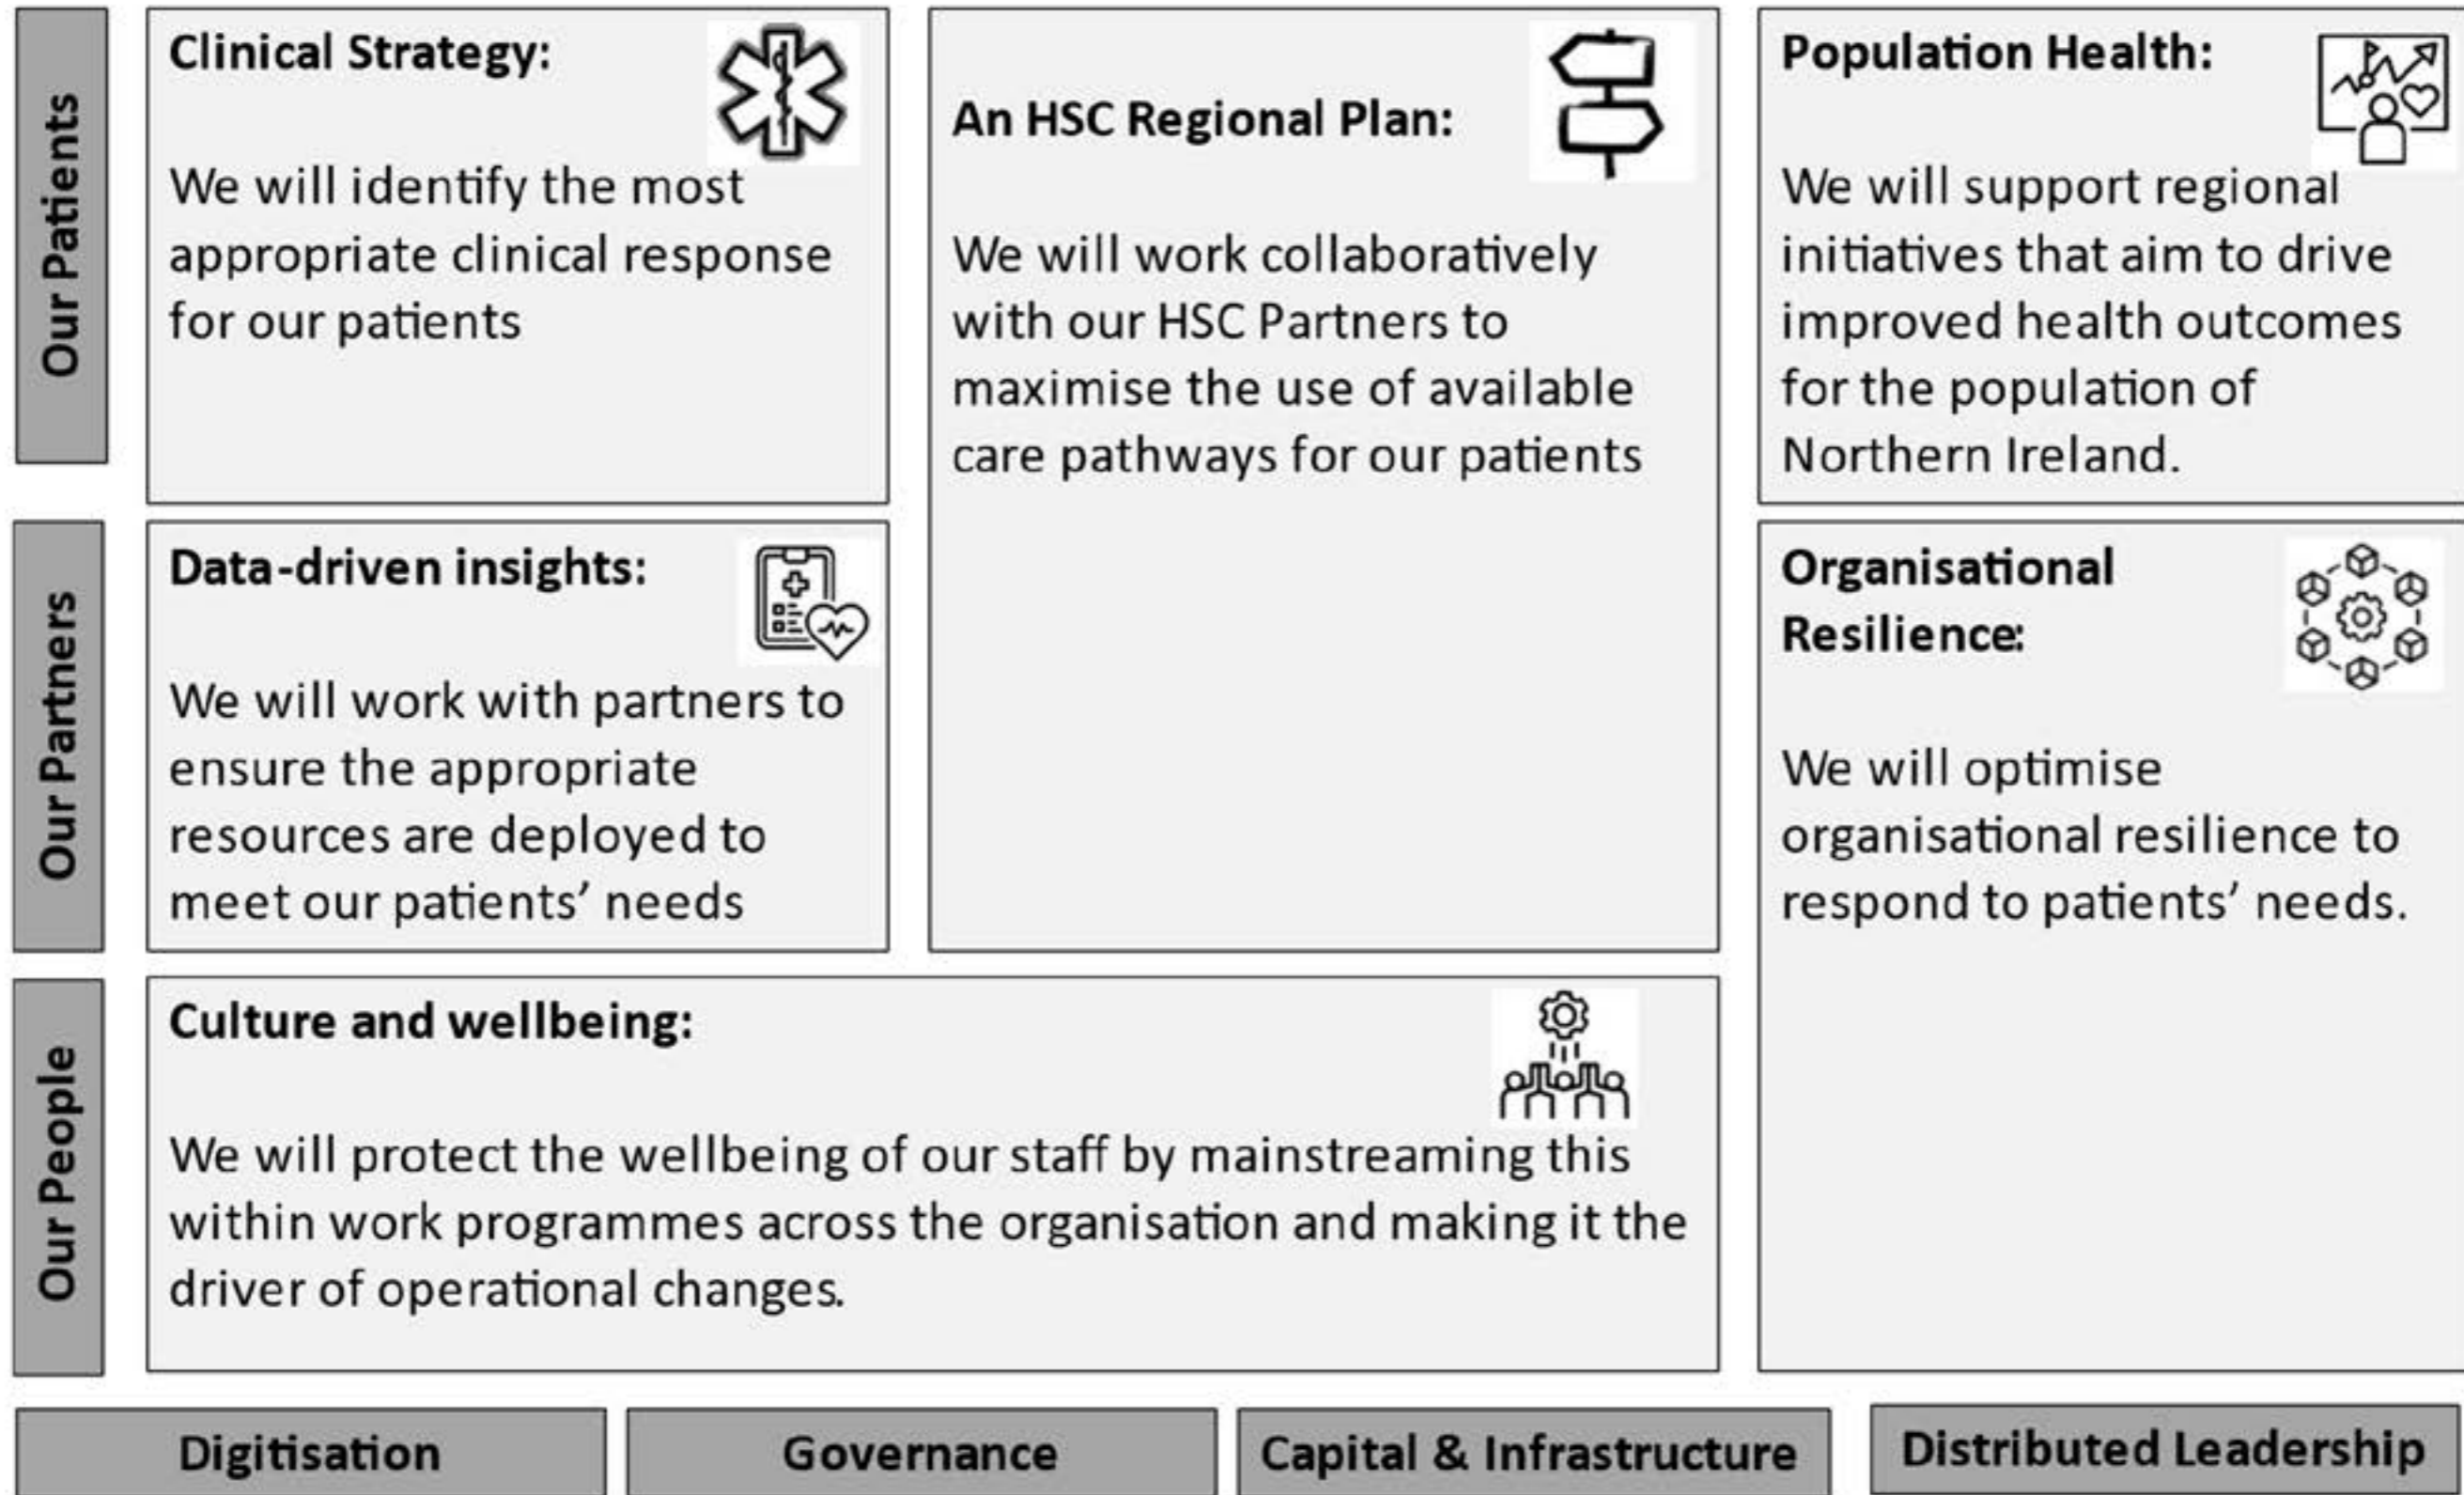 Our Patients
Clinical Strategy:
We will identify the most
appropriate clinical response
for our patients
An HSC Regional Plan:
We will work collaboratively
with our HSC Partners to
maximise the use of available
care pathways for our patients
Population Health:
We will support regional
initiatives that aim to drive
improved health outcomes
for the population of
Northern Ireland.
Our Partners
Data-driven insights:
We will work with partners to
ensure the appropriate
resources are deployed to
meet our patients’ needs
Organisational
Resilience:
We will optimise
organisational resilience to
respond to patients’ needs.
Our People
Culture and wellbeing:
We will protect the wellbeing of our staff by mainstreaming this
within work programmes across the organisation and making it the
driver of operational changes.
Digitisation
Governance
Capital & Infrastructure
Distributed Leadership